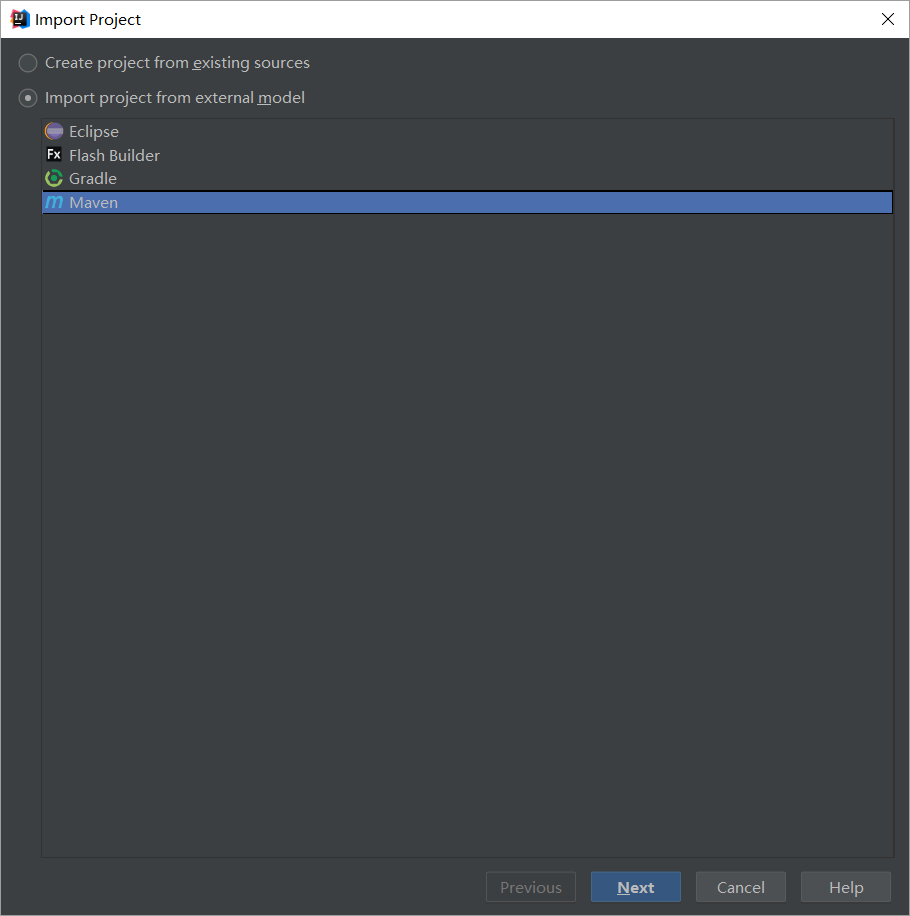 Import Project
Create project from existing sources
Import project from external model
Eclipse
Fx Flash Builder
Gradle
Maven
Previous Next Cancel Help